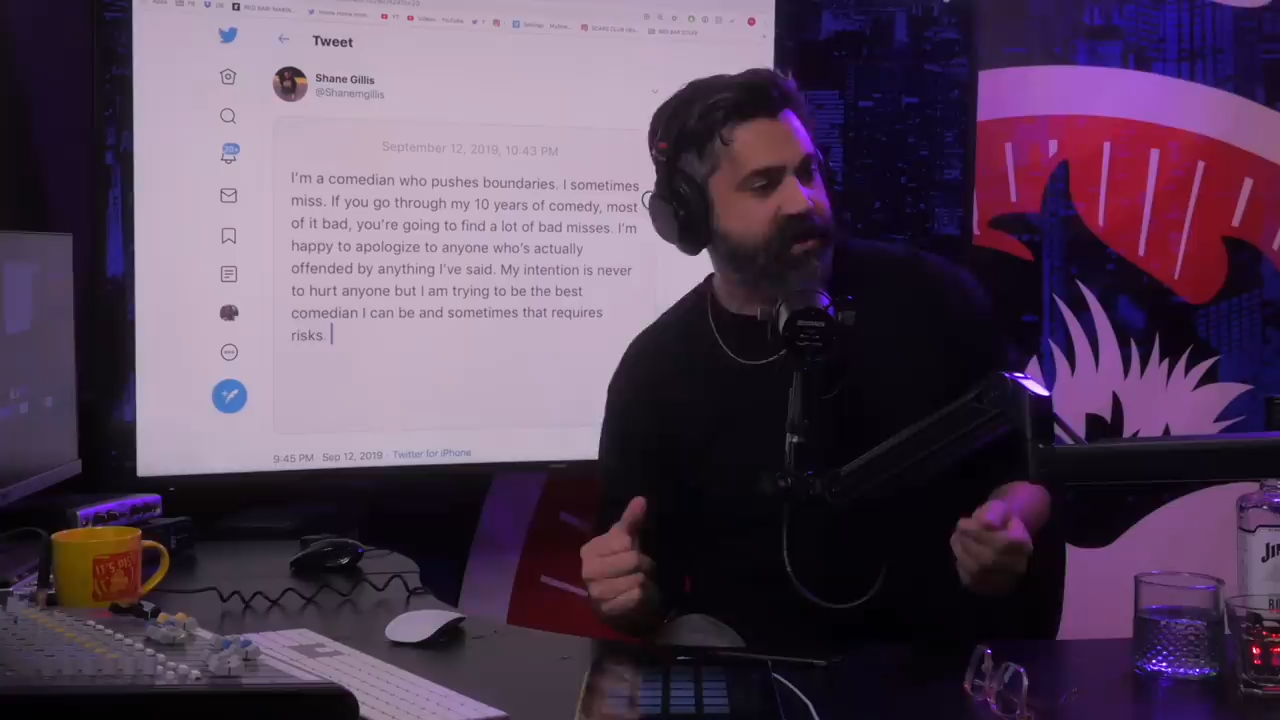 Tweet
Shane Gillis
@Shanemgillis
September 12, 2019, 10:43 PM
20+
I'm a comedian who pushes boundaries. I sometimes
miss. If you go through my 10 years of comedy, most
of it bad, you're going to find a lot of bad misses. I'm
happy to apologize to anyone who's actually
offended by anything I've said. My intention is never
to hurt anyone but I am trying to be the best
comedian I can be and sometimes that requires
risks.
9:45 PM · Sep 12, 2019 · Twitter for iPhone
IT'S